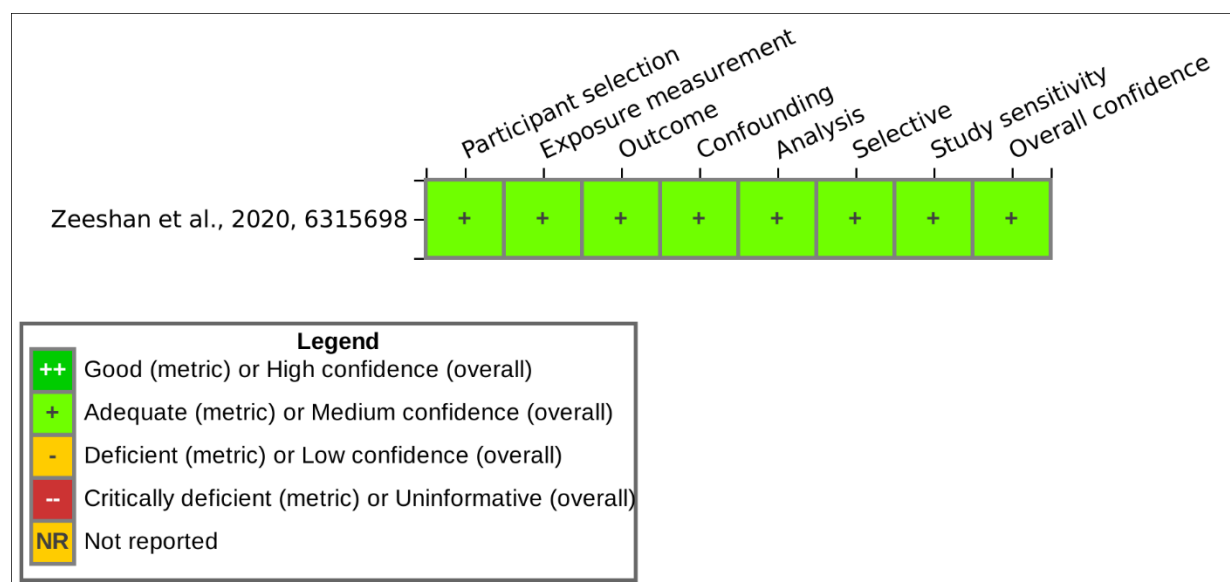 Participant selection
Exposure measurement
Outcome
Confounding
Analysis
Selective
Study sensitivity
Overall confidence
Zeeshan et al., 2020, 6315698 + + + + + + + +
Legend
++ Good (metric) or High confidence (overall)
+ Adequate (metric) or Medium confidence (overall)
- Deficient (metric) or Low confidence (overall)
-- Critically deficient (metric) or Uninformative (overall)
NR Not reported